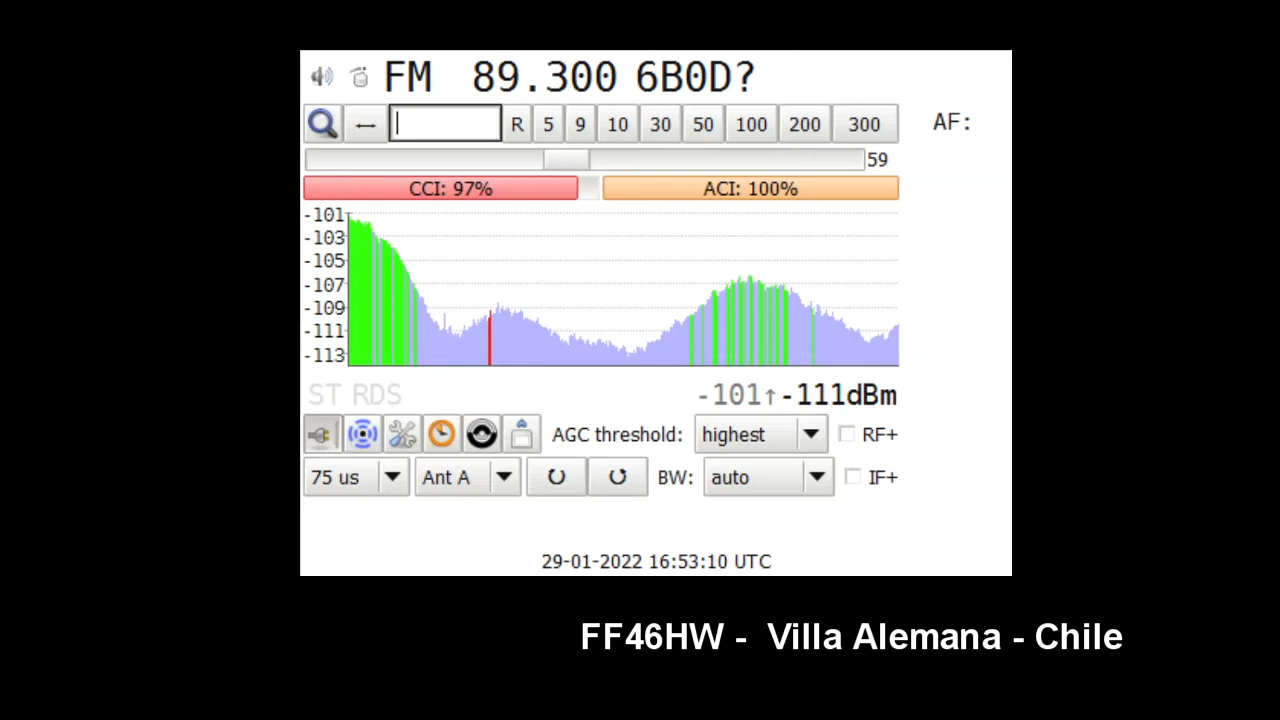 FM 89.300 6B0D?
R 5 9 10 30 50 100 200 300 AF:
59
CCI: 97% ACI: 100%
-101
-103
-105
-107
-109
-111
-113
ST RDS -101↑-111dBm
AGC threshold: highest RF+
75 us Ant A BW: auto IF+
29-01-2022 16:53:10 UTC
FF46HW - Villa Alemana - Chile